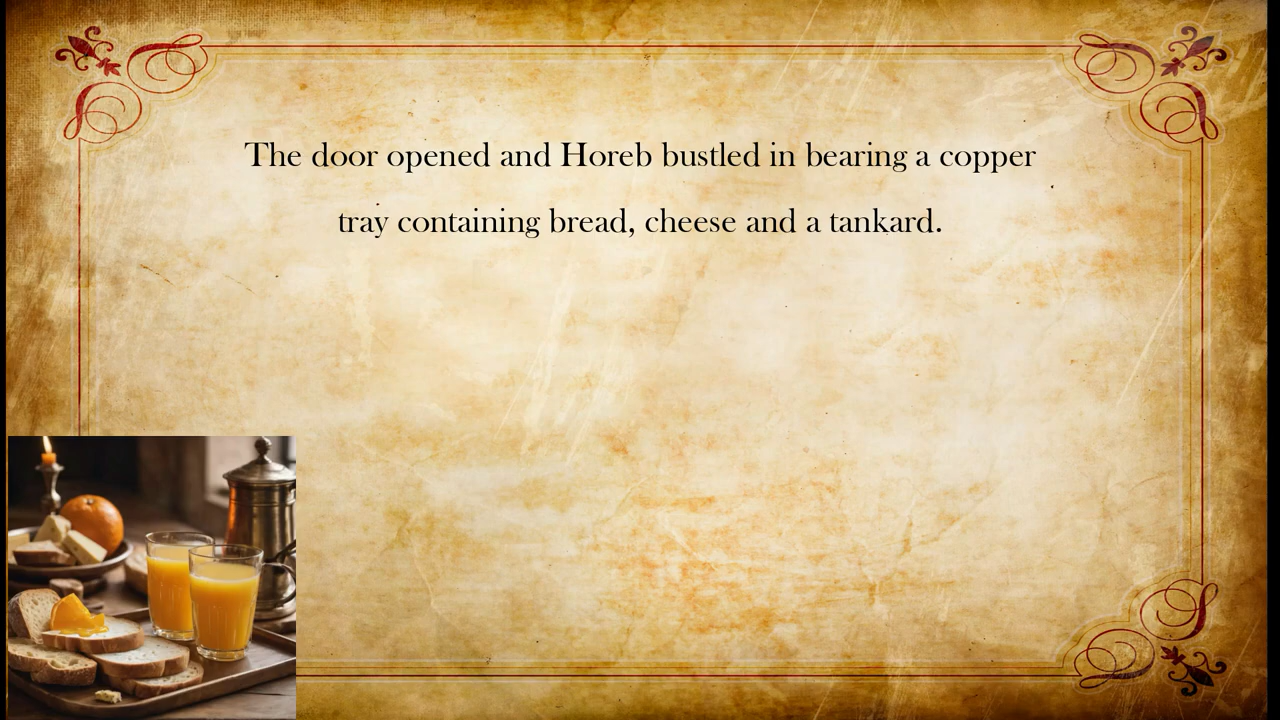 The door opened and Horeb bustled in bearing a copper
tray containing bread, cheese and a tankard.